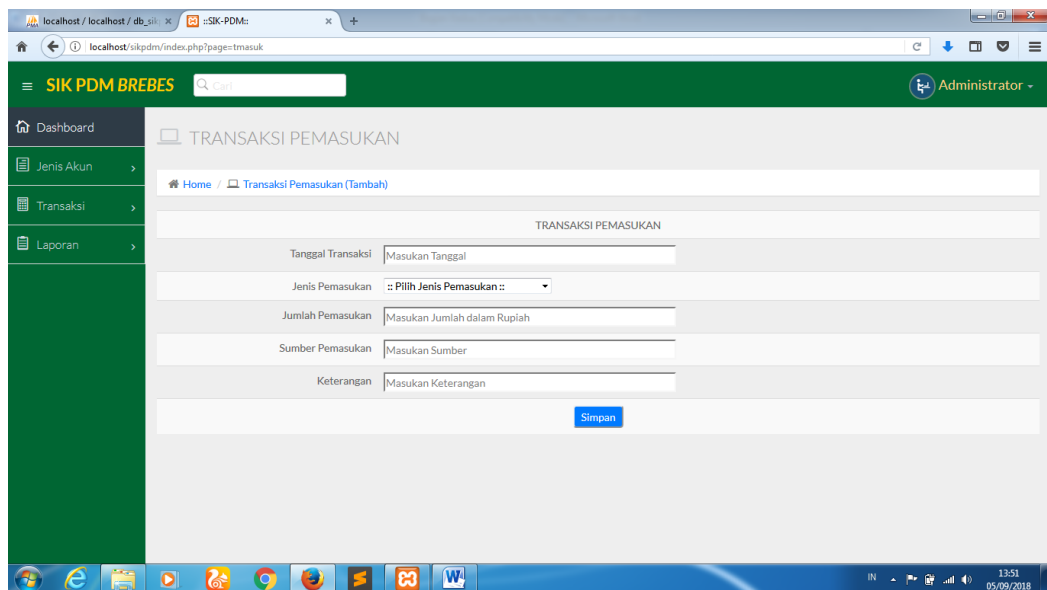 localhost / localhost / db_sik
::SIK-PDM::
localhost/sikpdm/index.php?page=tmasuk
SIK PDM BREBES
Cari
Administrator
Dashboard
Jenis Akun
Transaksi
Laporan
TRANSAKSI PEMASUKAN
Home / Transaksi Pemasukan (Tambah)
TRANSAKSI PEMASUKAN
Tanggal Transaksi Masukan Tanggal
Jenis Pemasukan :: Pilih Jenis Pemasukan ::
Jumlah Pemasukan Masukan Jumlah dalam Rupiah
Sumber Pemasukan Masukan Sumber
Keterangan Masukan Keterangan
Simpan
IN
13:51
05/09/2018